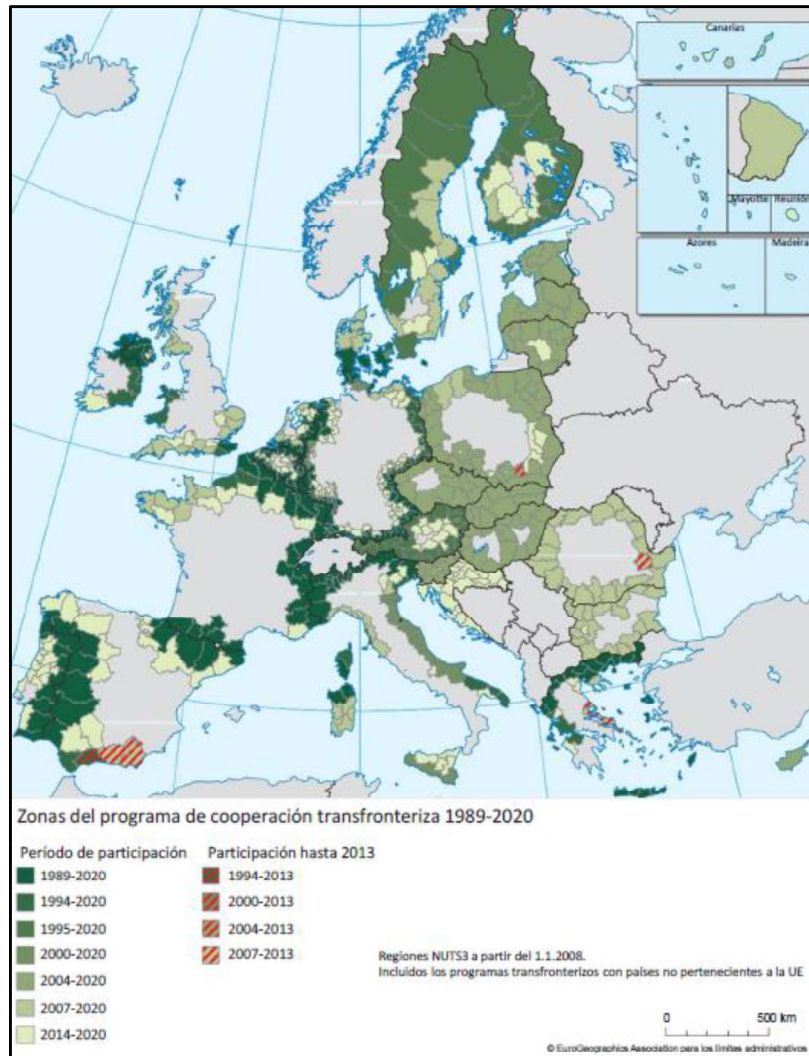 Canarías
Mayotte
Reunión
Azores
Madeira
Zonas del programa de cooperación transfronteriza 1989-2020
Período de participación
1989-2020
1994-2020
1995-2020
2000-2020
2004-2020
2007-2020
2014-2020
Participación hasta 2013
1994-2013
2000-2013
2004-2013
2007-2013
Regiones NUTS3 a partir del 1.1.2008.
Incluidos los programas transfronterizos con países no pertenecientes a la UE
0 500 km
© EuroGeographics Association para los límites administrativos